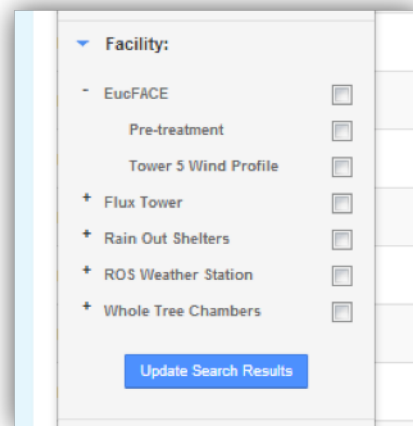 Facility:
- EucFACE
Pre-treatment
Tower 5 Wind Profile
+ Flux Tower
+ Rain Out Shelters
+ ROS Weather Station
+ Whole Tree Chambers
Update Search Results